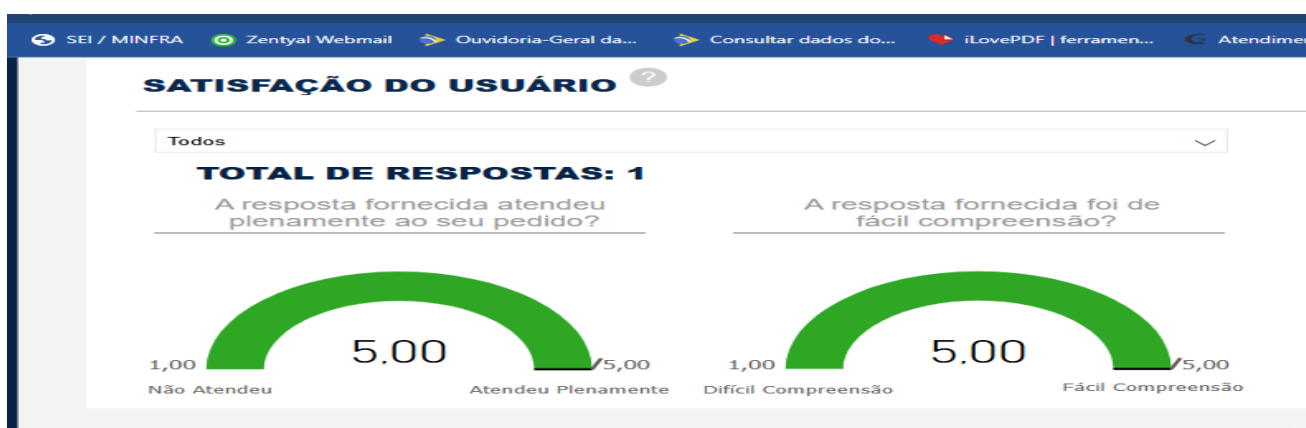 SEI / MINFRA Zentyal Webmail Ouvidoria-Geral da... Consultar dados do... iLovePDF | ferramen... Atendime
SATISFAÇÃO DO USUÁRIO ?
Todos
TOTAL DE RESPOSTAS: 1
A resposta fornecida atendeu
plenamente ao seu pedido?
1,00
5,00
5,00
Não Atendeu
Atendeu Plenamente
A resposta fornecida foi de
fácil compreensão?
1,00
5,00
5,00
Difícil Compreensão
Fácil Compreensão